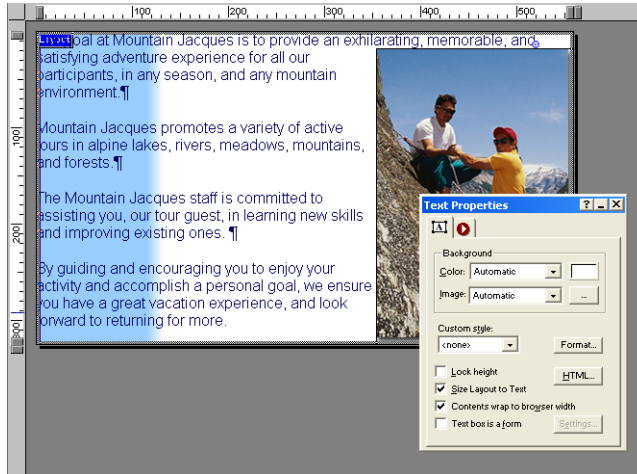 100 200 300 400 500
Layout oal at Mountain Jacques is to provide an exhilarating, memorable, and
satisfying adventure experience for all our
participants, in any season, and any mountain
environment.¶
Mountain Jacques promotes a variety of active
tours in alpine lakes, rivers, meadows, mountains,
and forests.¶
The Mountain Jacques staff is committed to
assisting you, our tour guest, in learning new skills
and improving existing ones. ¶
By guiding and encouraging you to enjoy your
activity and accomplish a personal goal, we ensure
you have a great vacation experience, and look
forward to returning for more.
100
200
300
Text Properties
Background
Color: Automatic
Image: Automatic ...
Custom style:
<none> Format...
Lock height HTML...
Size Layout to Text
Contents wrap to browser width
Text box is a form Settings...